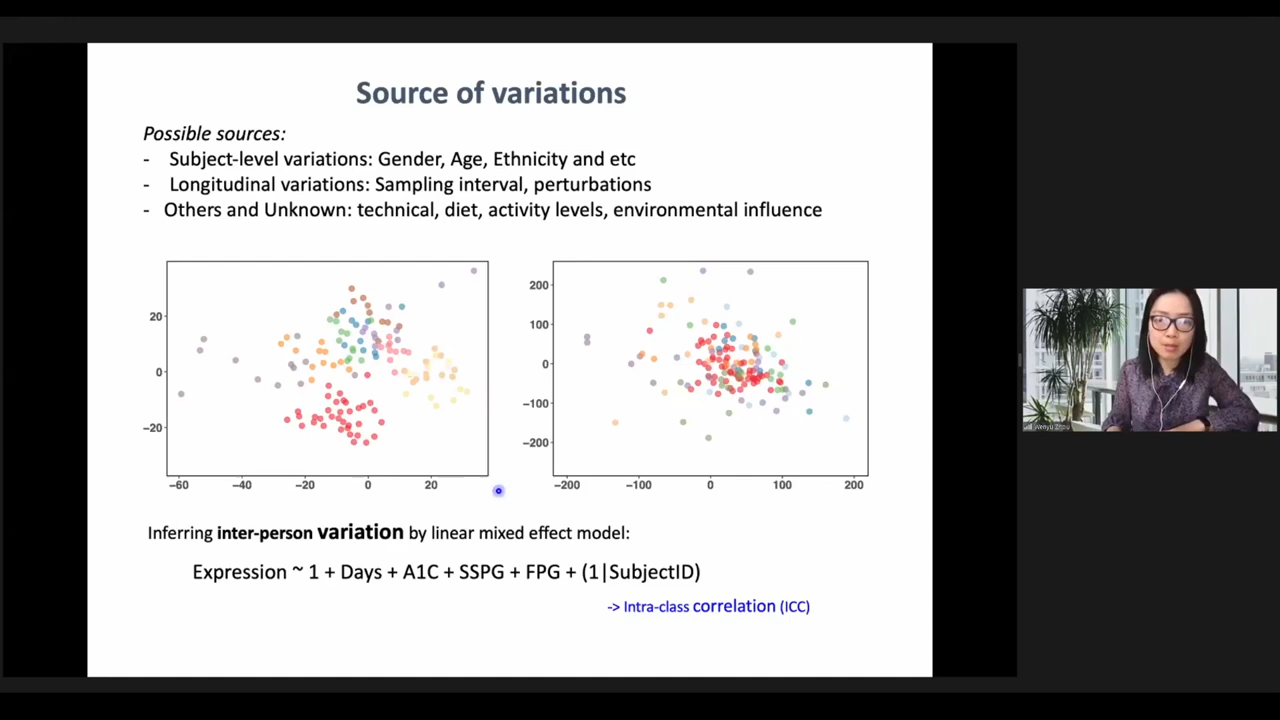 Source of variations
Possible sources:
- Subject-level variations: Gender, Age, Ethnicity and etc
- Longitudinal variations: Sampling interval, perturbations
- Others and Unknown: technical, diet, activity levels, environmental influence
20
0
−20
−60 −40 −20 0 20
200
100
0
−100
−200
−200 −100 0 100 200
Inferring inter-person variation by linear mixed effect model:
Expression ~ 1 + Days + A1C + SSPG + FPG + (1|SubjectID)
-> Intra-class correlation (ICC)
Wenyu Zhou